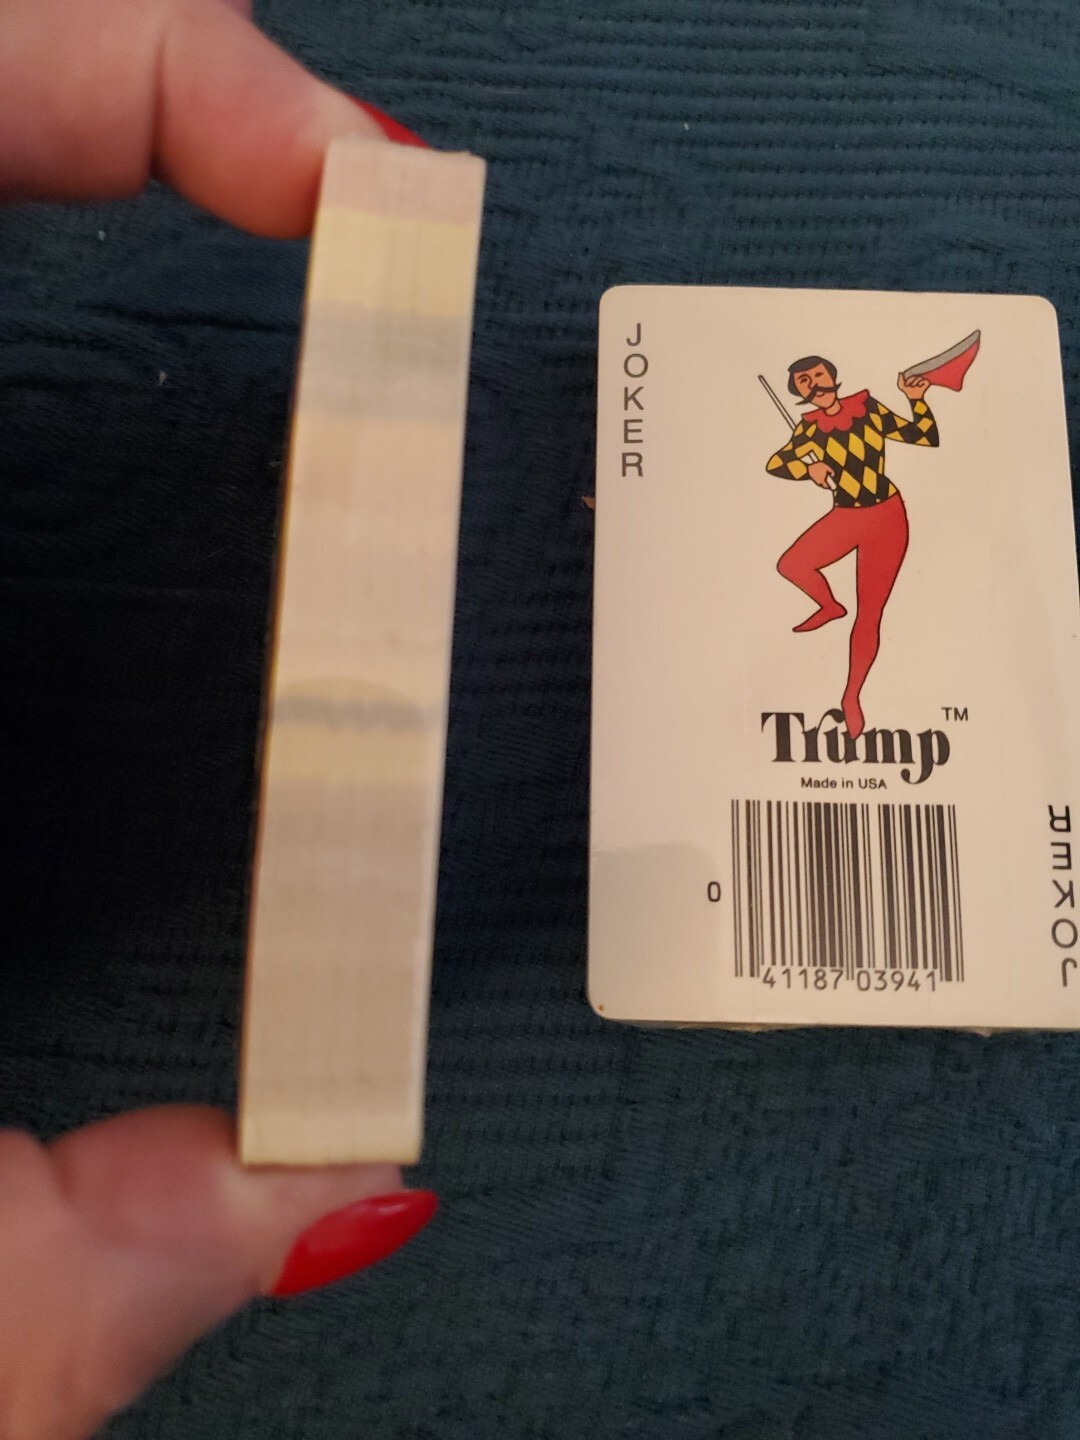 JOKER
Trump™
Made in USA
0 41187 03941
JOKER